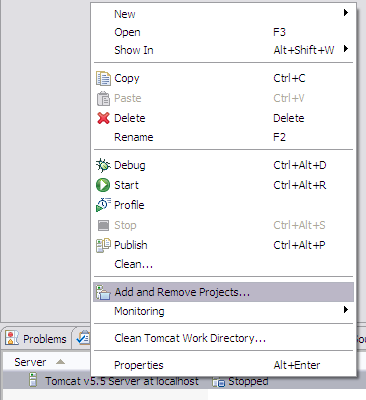 New
Open F3
Show In Alt+Shift+W
Copy Ctrl+C
Paste Ctrl+V
Delete Delete
Rename F2
Debug Ctrl+Alt+D
Start Ctrl+Alt+R
Profile
Stop Ctrl+Alt+S
Publish Ctrl+Alt+P
Clean...
Add and Remove Projects...
Monitoring
Clean Tomcat Work Directory...
Properties Alt+Enter
Problems
Server
Tomcat v5.5 Server at localhost Stopped